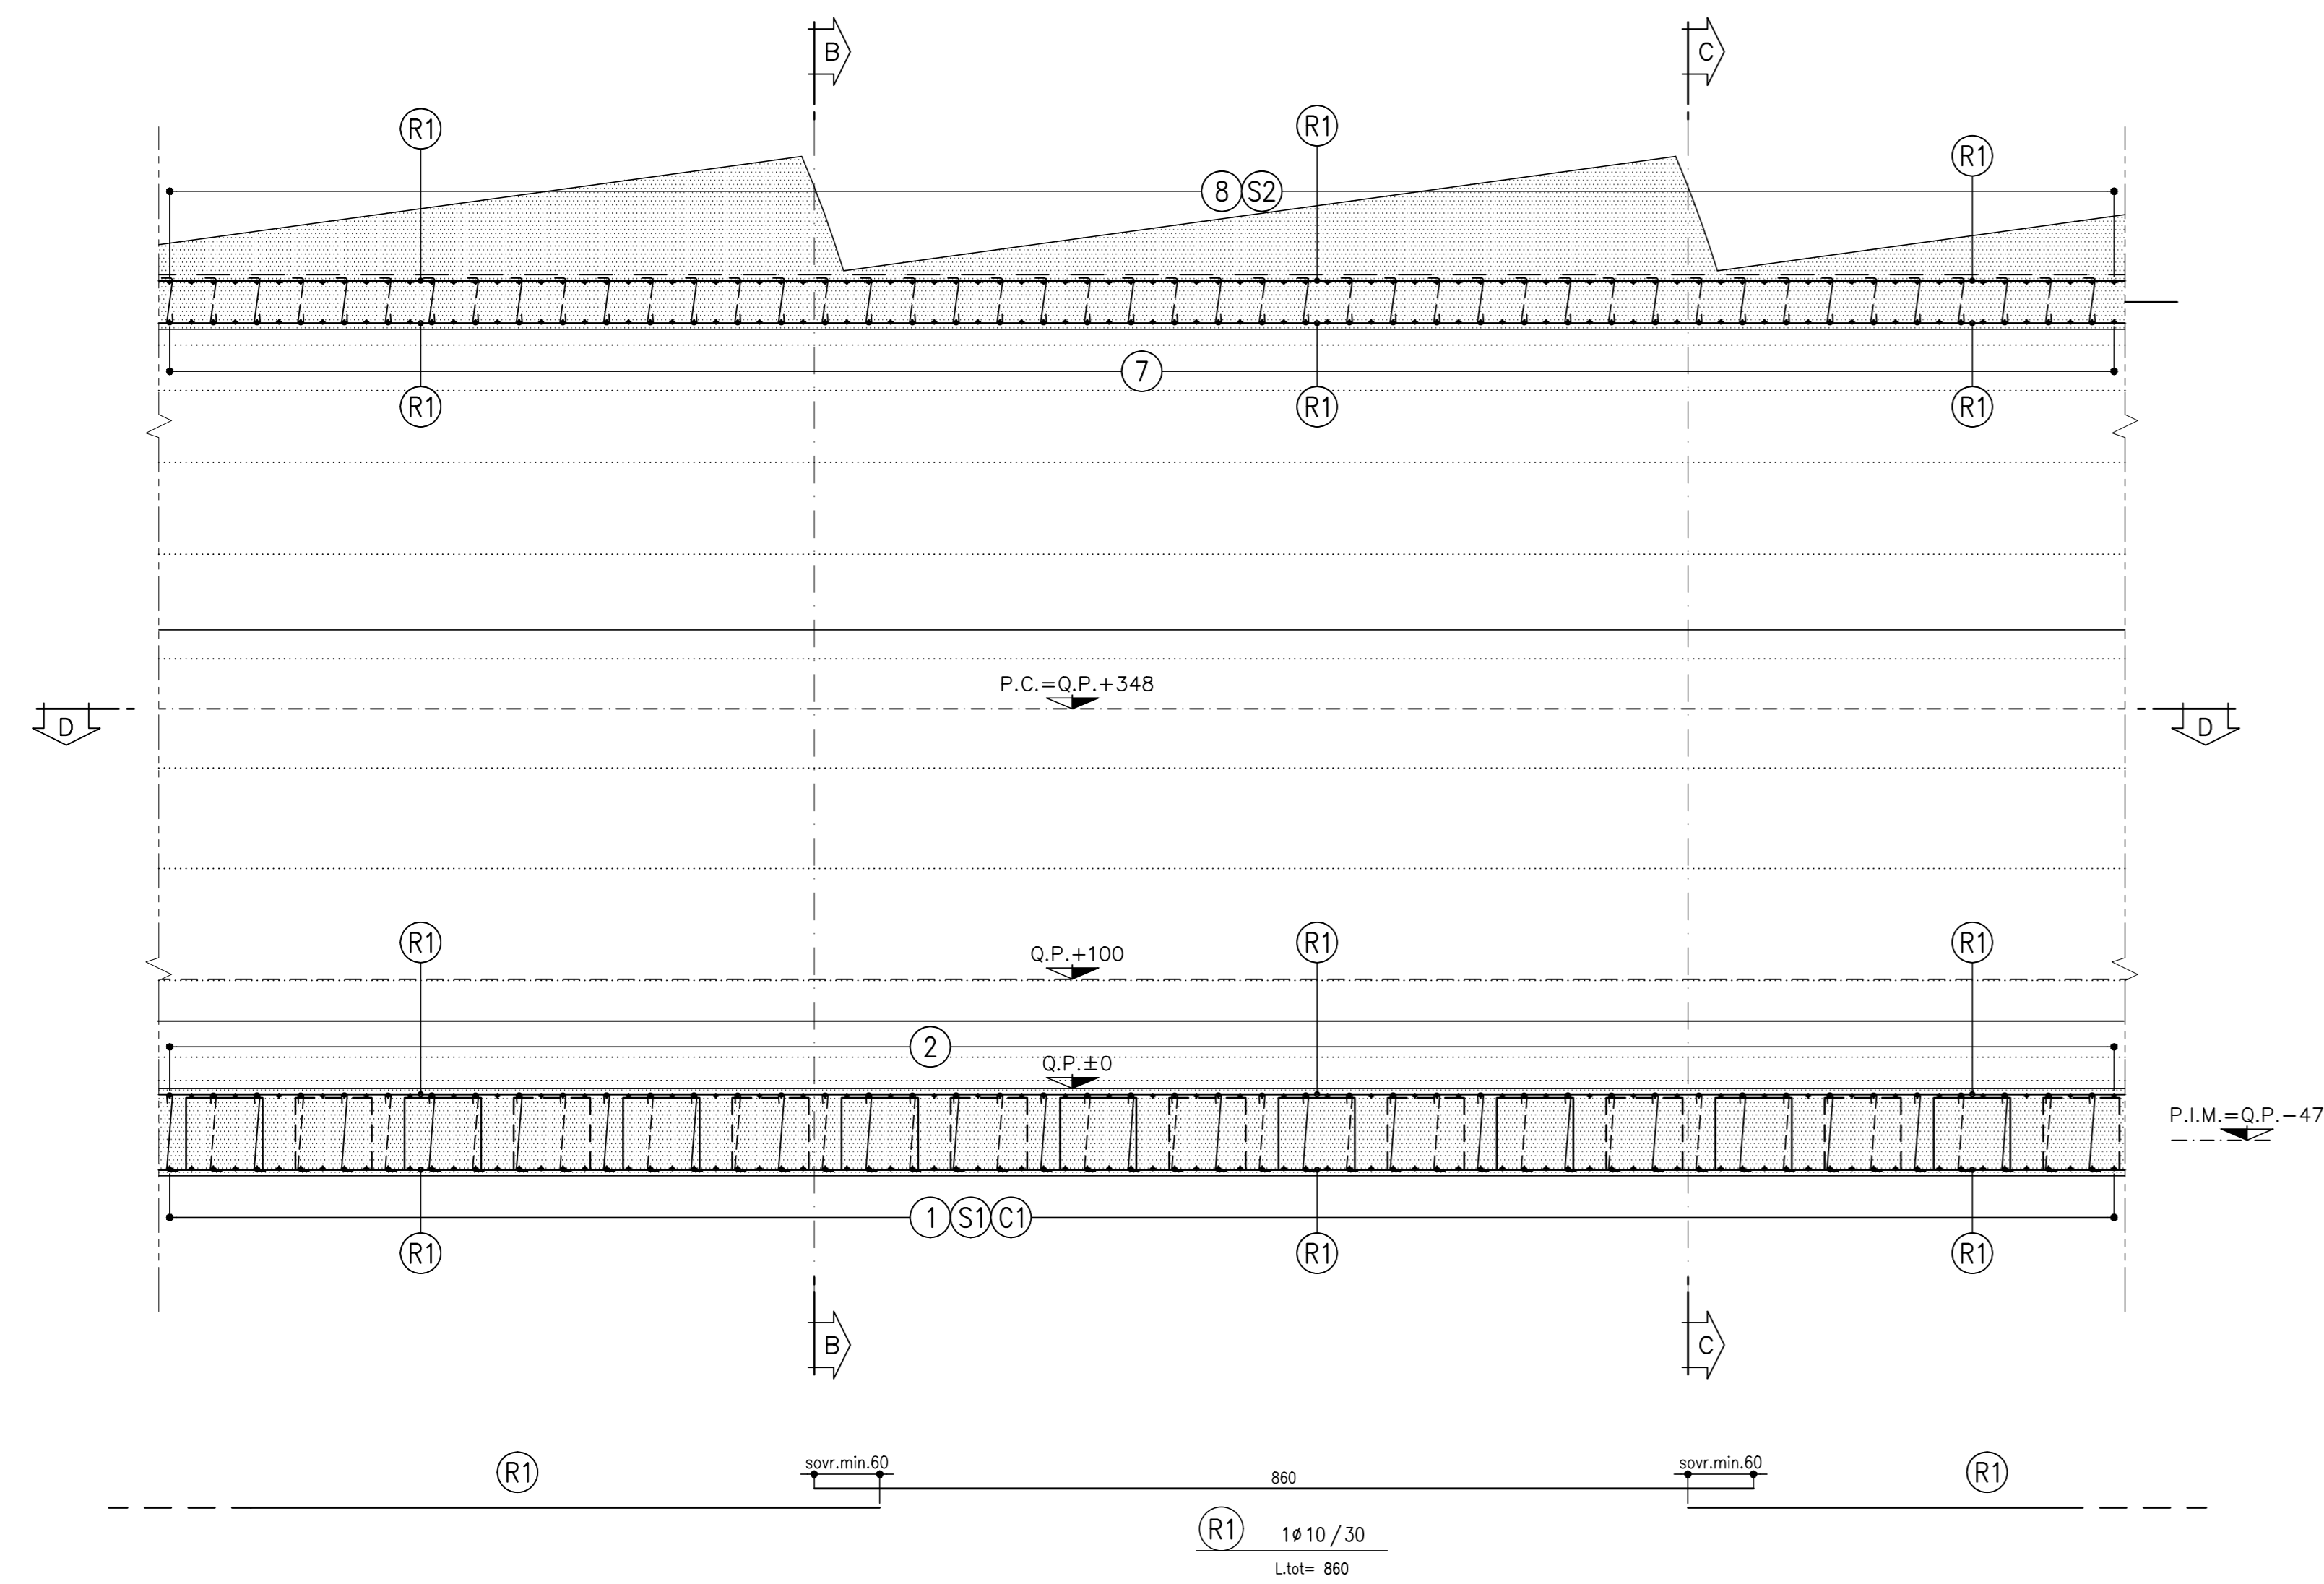 B
C
R1
R1
R1
8 S2
7
R1
R1
R1
P.C.=Q.P.+348
D
D
R1
Q.P.+100
R1
R1
2
Q.P.±0
P.I.M.=Q.P.−47
1 S1 C1
R1
R1
R1
B
C
R1
sovr.min.60
860
sovr.min.60
R1
R1 1ø10/30
L.tot= 860